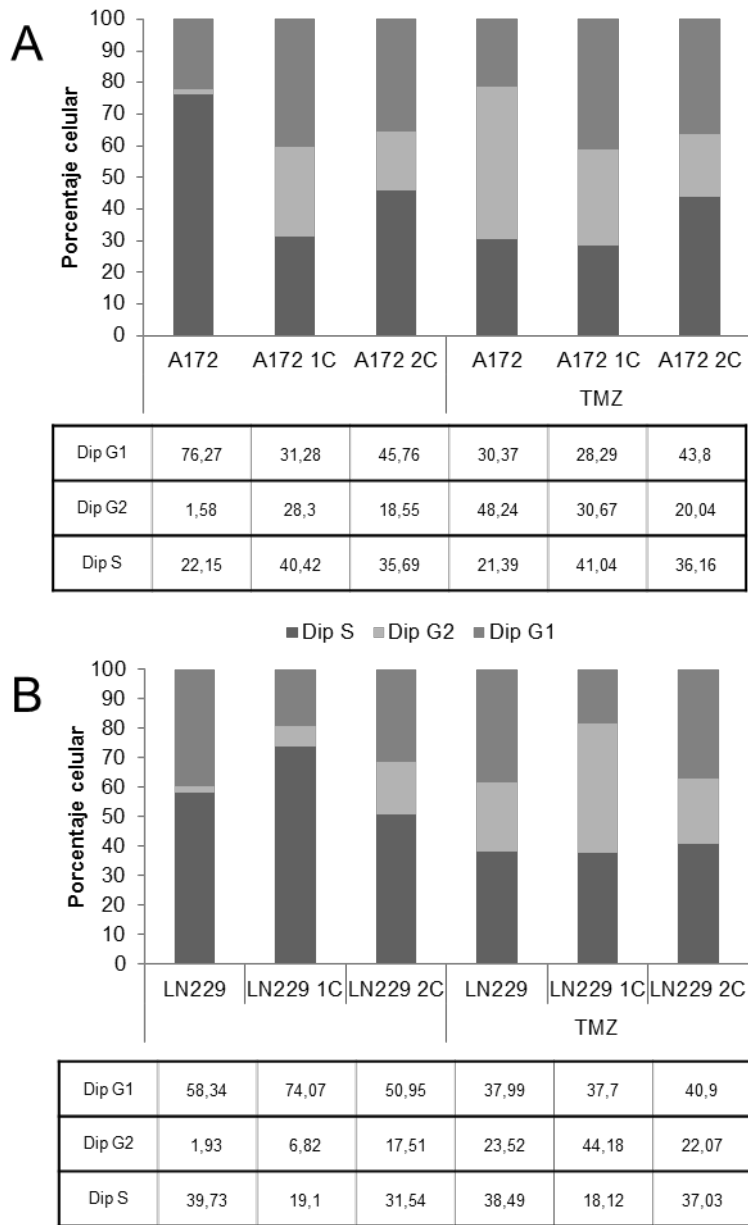 A
Porcentaje celular
100
90
80
70
60
50
40
30
20
10
0
A172 A172 1C A172 2C A172 A172 1C A172 2C
TMZ
Dip G1 76,27 31,28 45,76 30,37 28,29 43,8
Dip G2 1,58 28,3 18,55 48,24 30,67 20,04
Dip S 22,15 40,42 35,69 21,39 41,04 36,16
Dip S Dip G2 Dip G1
B
Porcentaje celular
100
90
80
70
60
50
40
30
20
10
0
LN229 LN229 1C LN229 2C LN229 LN229 1C LN229 2C
TMZ
Dip G1 58,34 74,07 50,95 37,99 37,7 40,9
Dip G2 1,93 6,82 17,51 23,52 44,18 22,07
Dip S 39,73 19,1 31,54 38,49 18,12 37,03